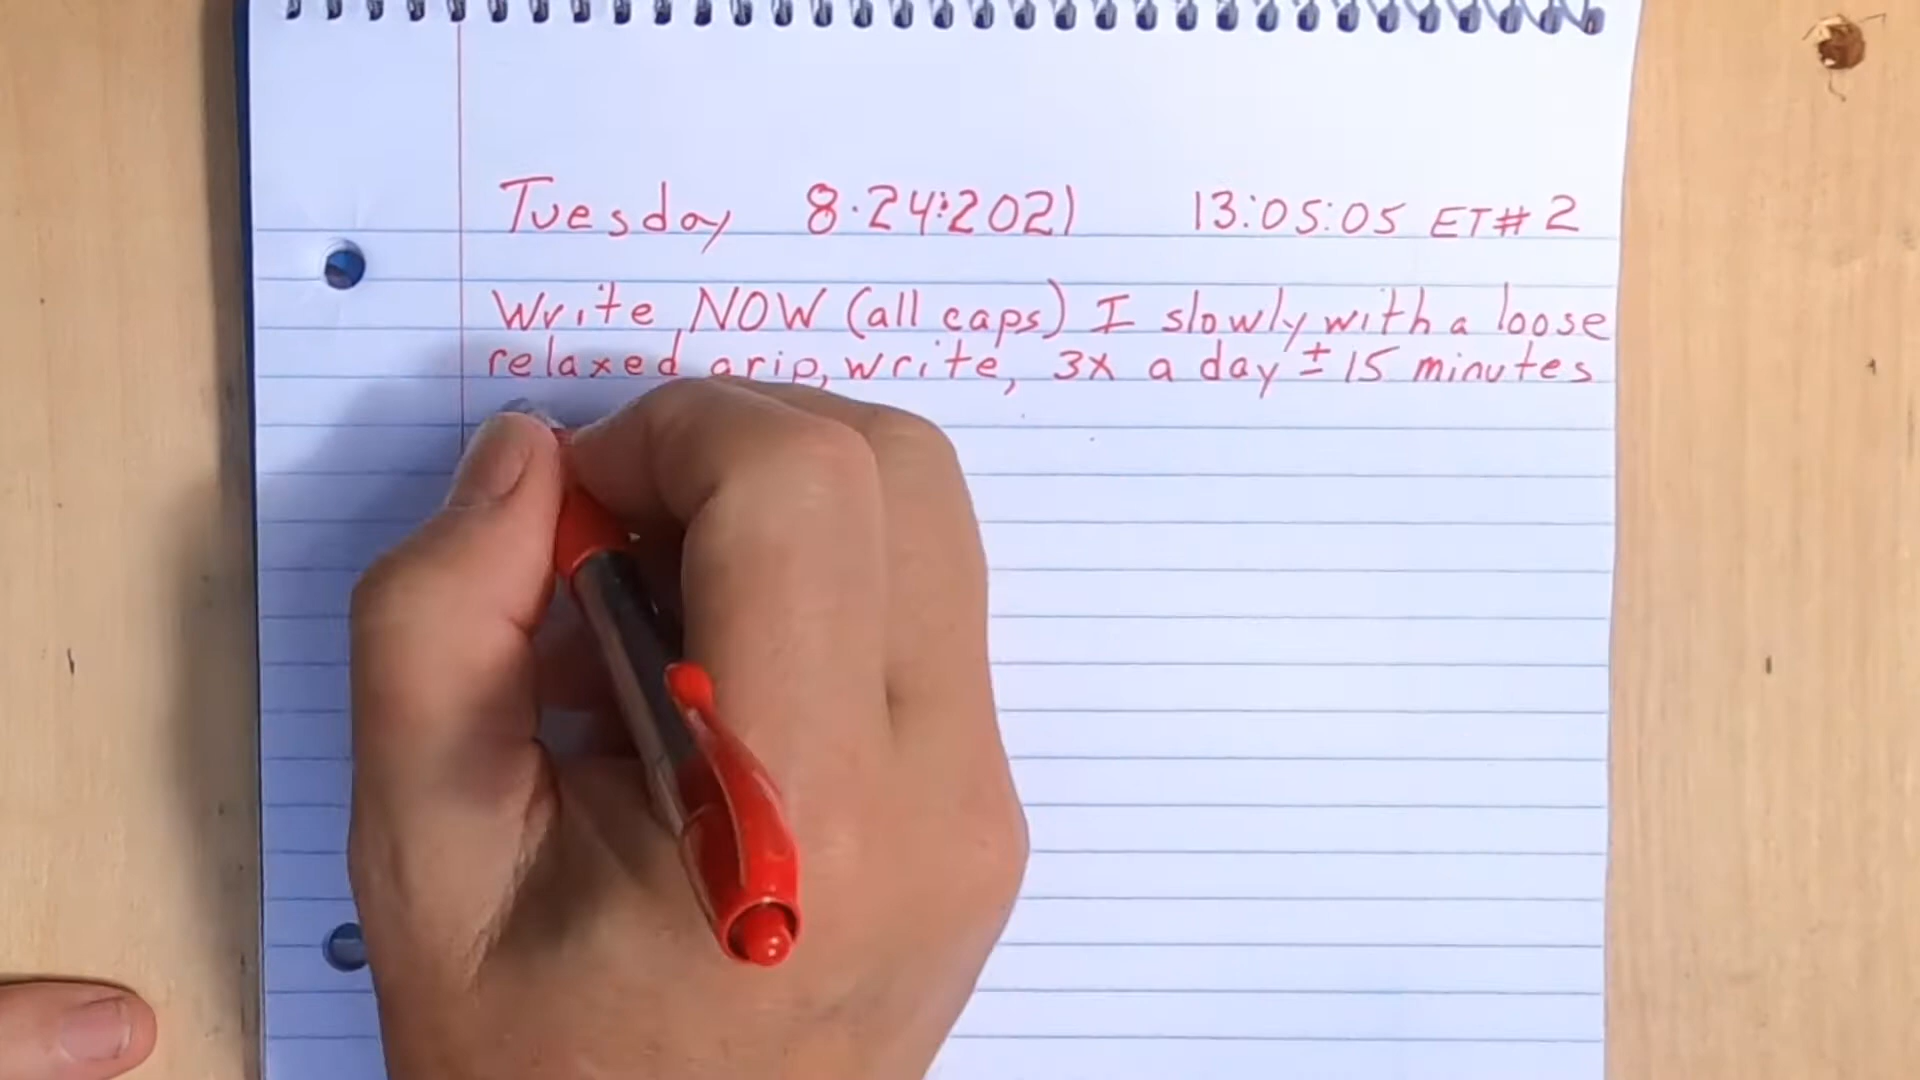 Tuesday 8·24:2021 13:05:05 ET#2
Write, NOW (all caps) I slowly with a loose
relaxed grip, write, 3x a day ± 15 minutes